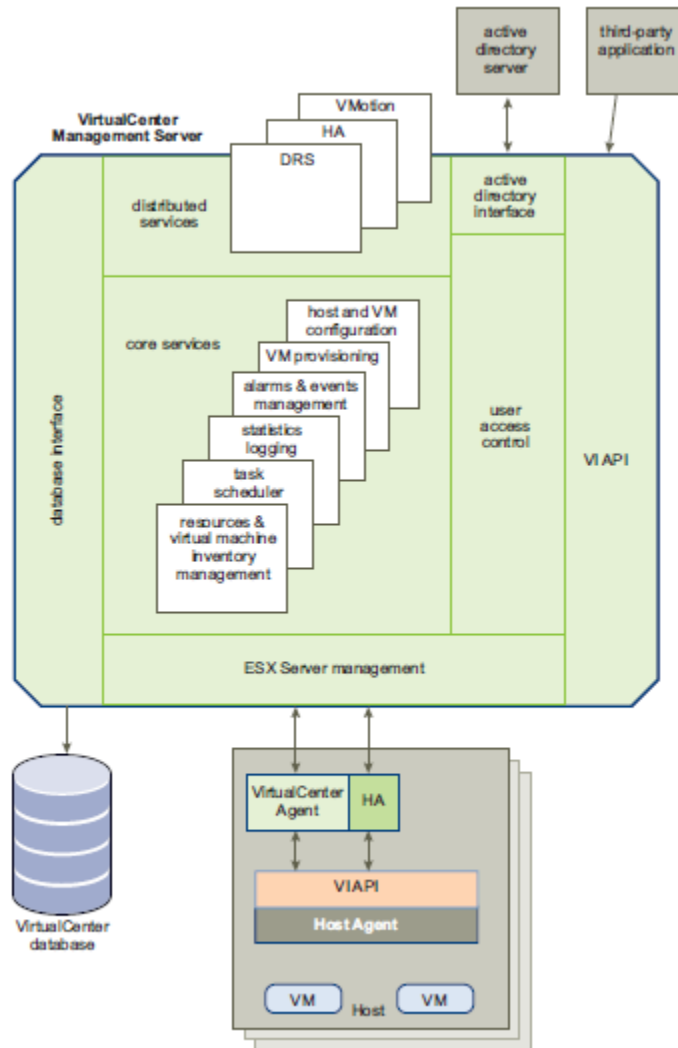 active
directory
server
third-party
application
VirtualCenter
Management Server
VMotion
HA
DRS
distributed
services
active
directory
interface
core services
host and VM
configuration
VM provisioning
alarms & events
management
statistics
logging
task
scheduler
resources &
virtual machine
inventory
management
database interface
user
access
control
VI API
ESX Server management
VirtualCenter
Agent
HA
VIAPI
Host Agent
VM
Host
VM
VirtualCenter
database